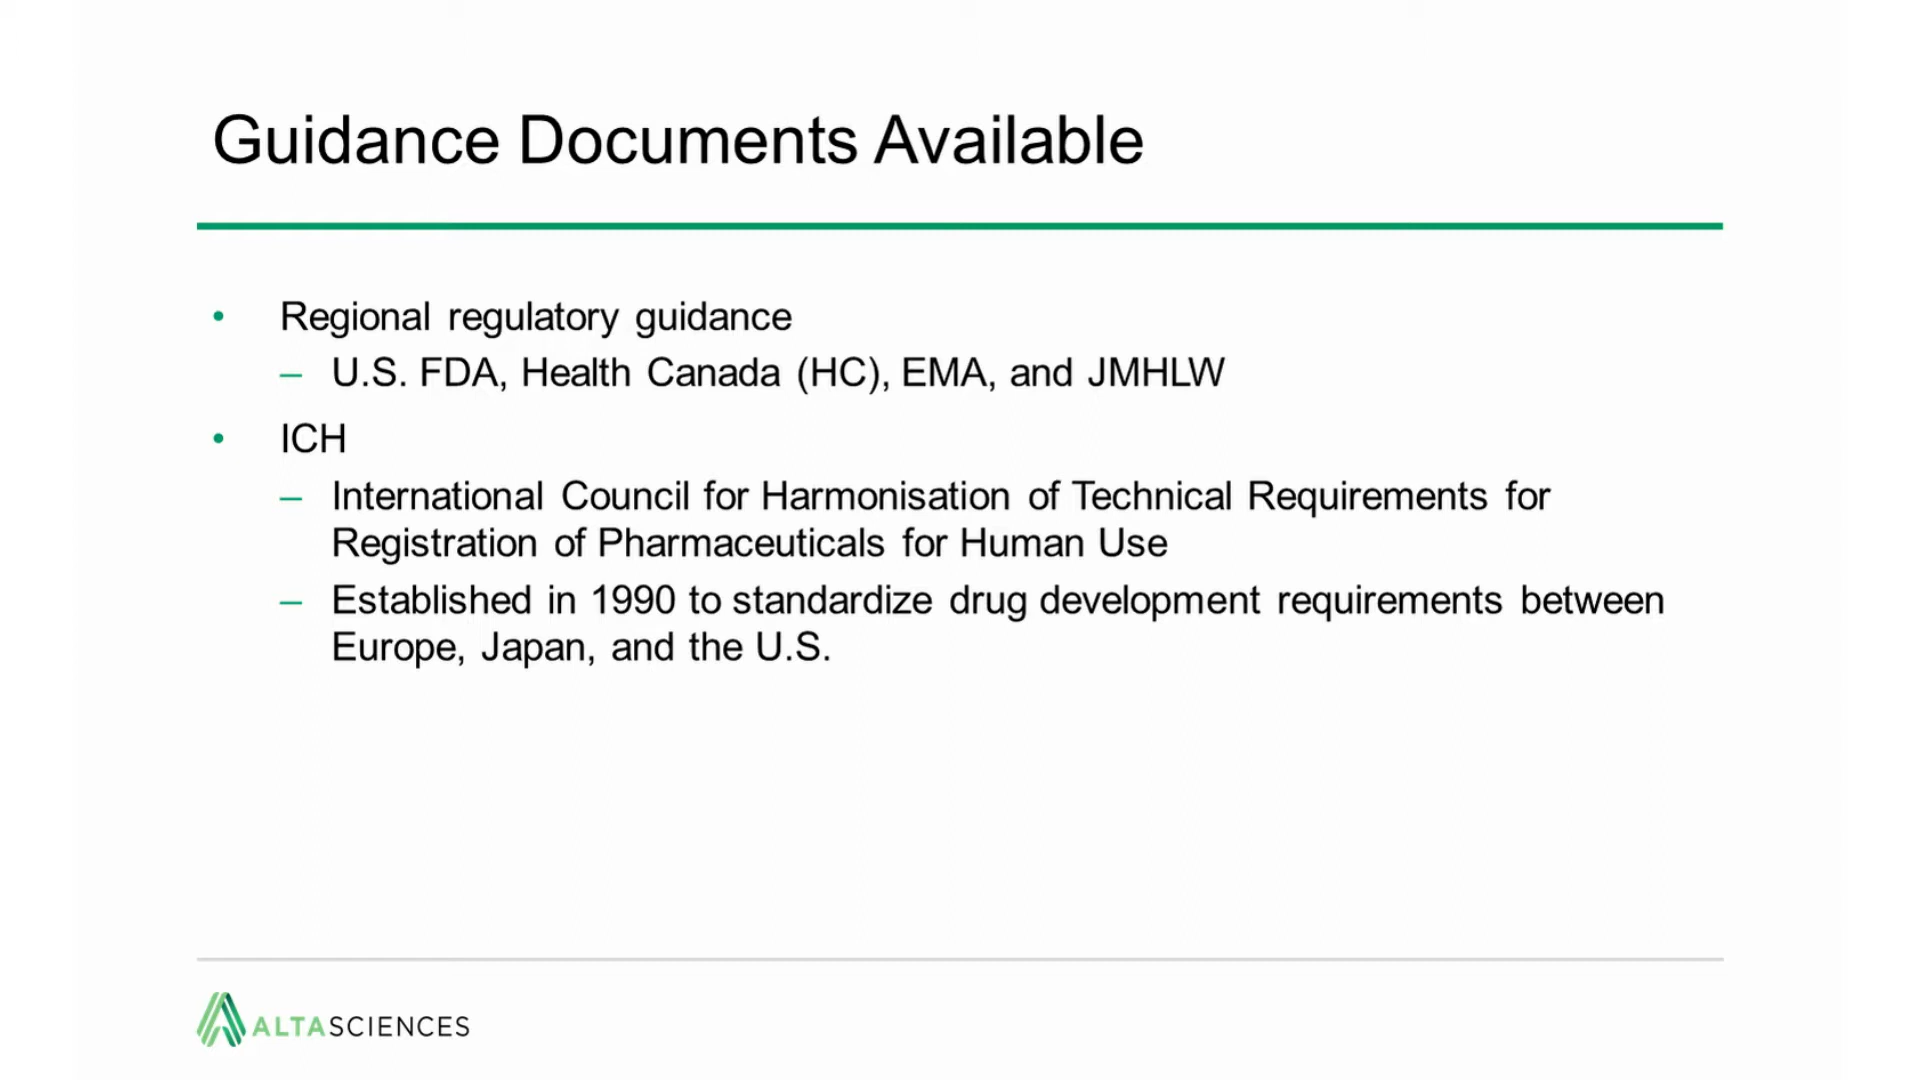 Guidance Documents Available
• Regional regulatory guidance
– U.S. FDA, Health Canada (HC), EMA, and JMHLW
• ICH
– International Council for Harmonisation of Technical Requirements for
Registration of Pharmaceuticals for Human Use
– Established in 1990 to standardize drug development requirements between
Europe, Japan, and the U.S.
ALTASCIENCES